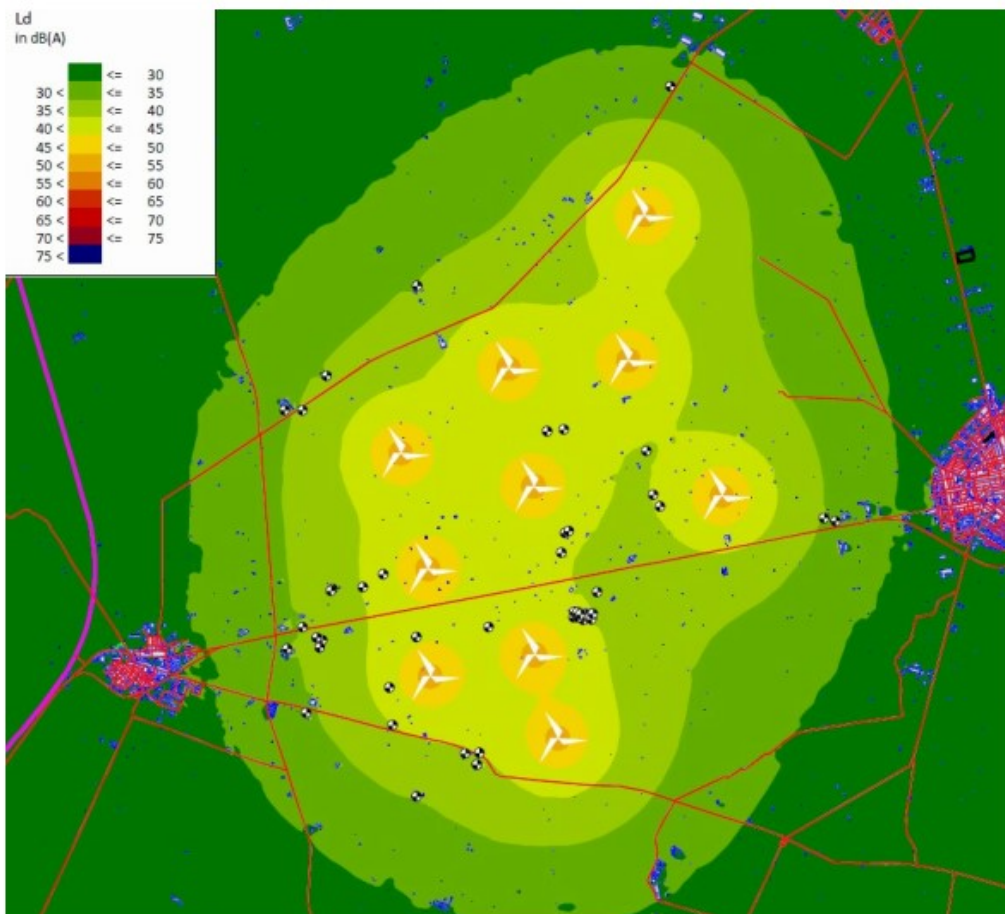 Ld
in dB(A)
<= 30
30 < <= 35
35 < <= 40
40 < <= 45
45 < <= 50
50 < <= 55
55 < <= 60
60 < <= 65
65 < <= 70
70 < <= 75
75 <